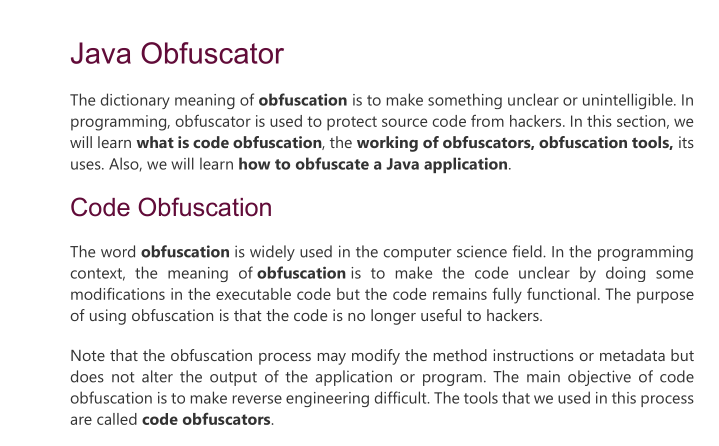 Java Obfuscator
The dictionary meaning of obfuscation is to make something unclear or unintelligible. In
programming, obfuscator is used to protect source code from hackers. In this section, we
will learn what is code obfuscation, the working of obfuscators, obfuscation tools, its
uses. Also, we will learn how to obfuscate a Java application.
Code Obfuscation
The word obfuscation is widely used in the computer science field. In the programming
context, the meaning of obfuscation is to make the code unclear by doing some
modifications in the executable code but the code remains fully functional. The purpose
of using obfuscation is that the code is no longer useful to hackers.
Note that the obfuscation process may modify the method instructions or metadata but
does not alter the output of the application or program. The main objective of code
obfuscation is to make reverse engineering difficult. The tools that we used in this process
are called code obfuscators.